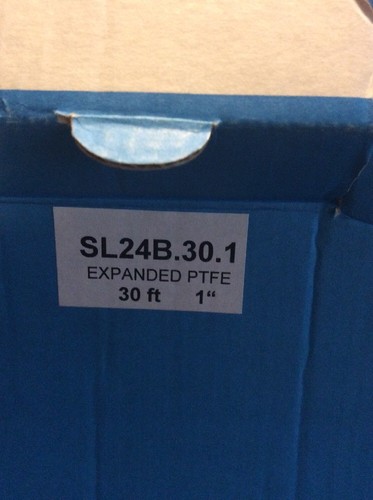 SL24B.30.1
EXPANDED PTFE
30 ft 1“